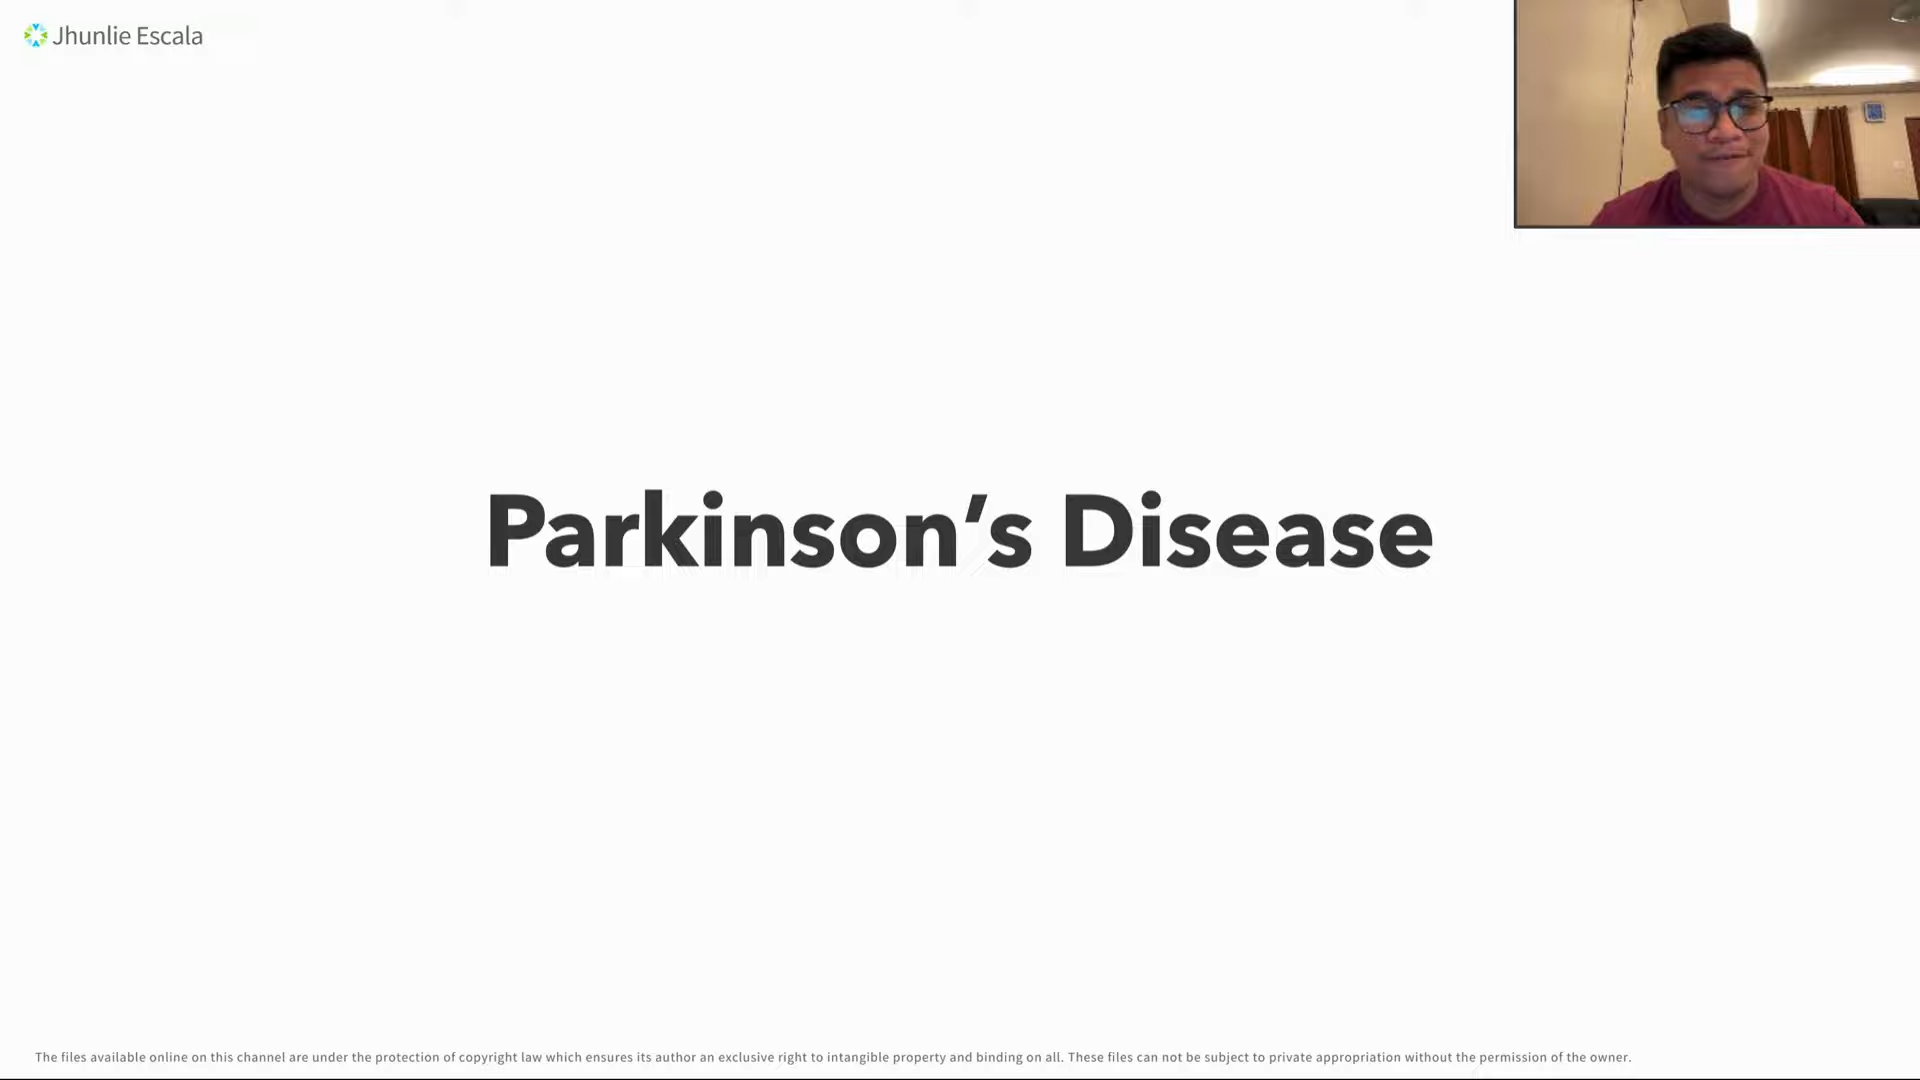 Jhunlie Escala
Parkinson’s Disease
The files available online on this channel are under the protection of copyright law which ensures its author an exclusive right to intangible property and binding on all. These files can not be subject to private appropriation without the permission of the owner.